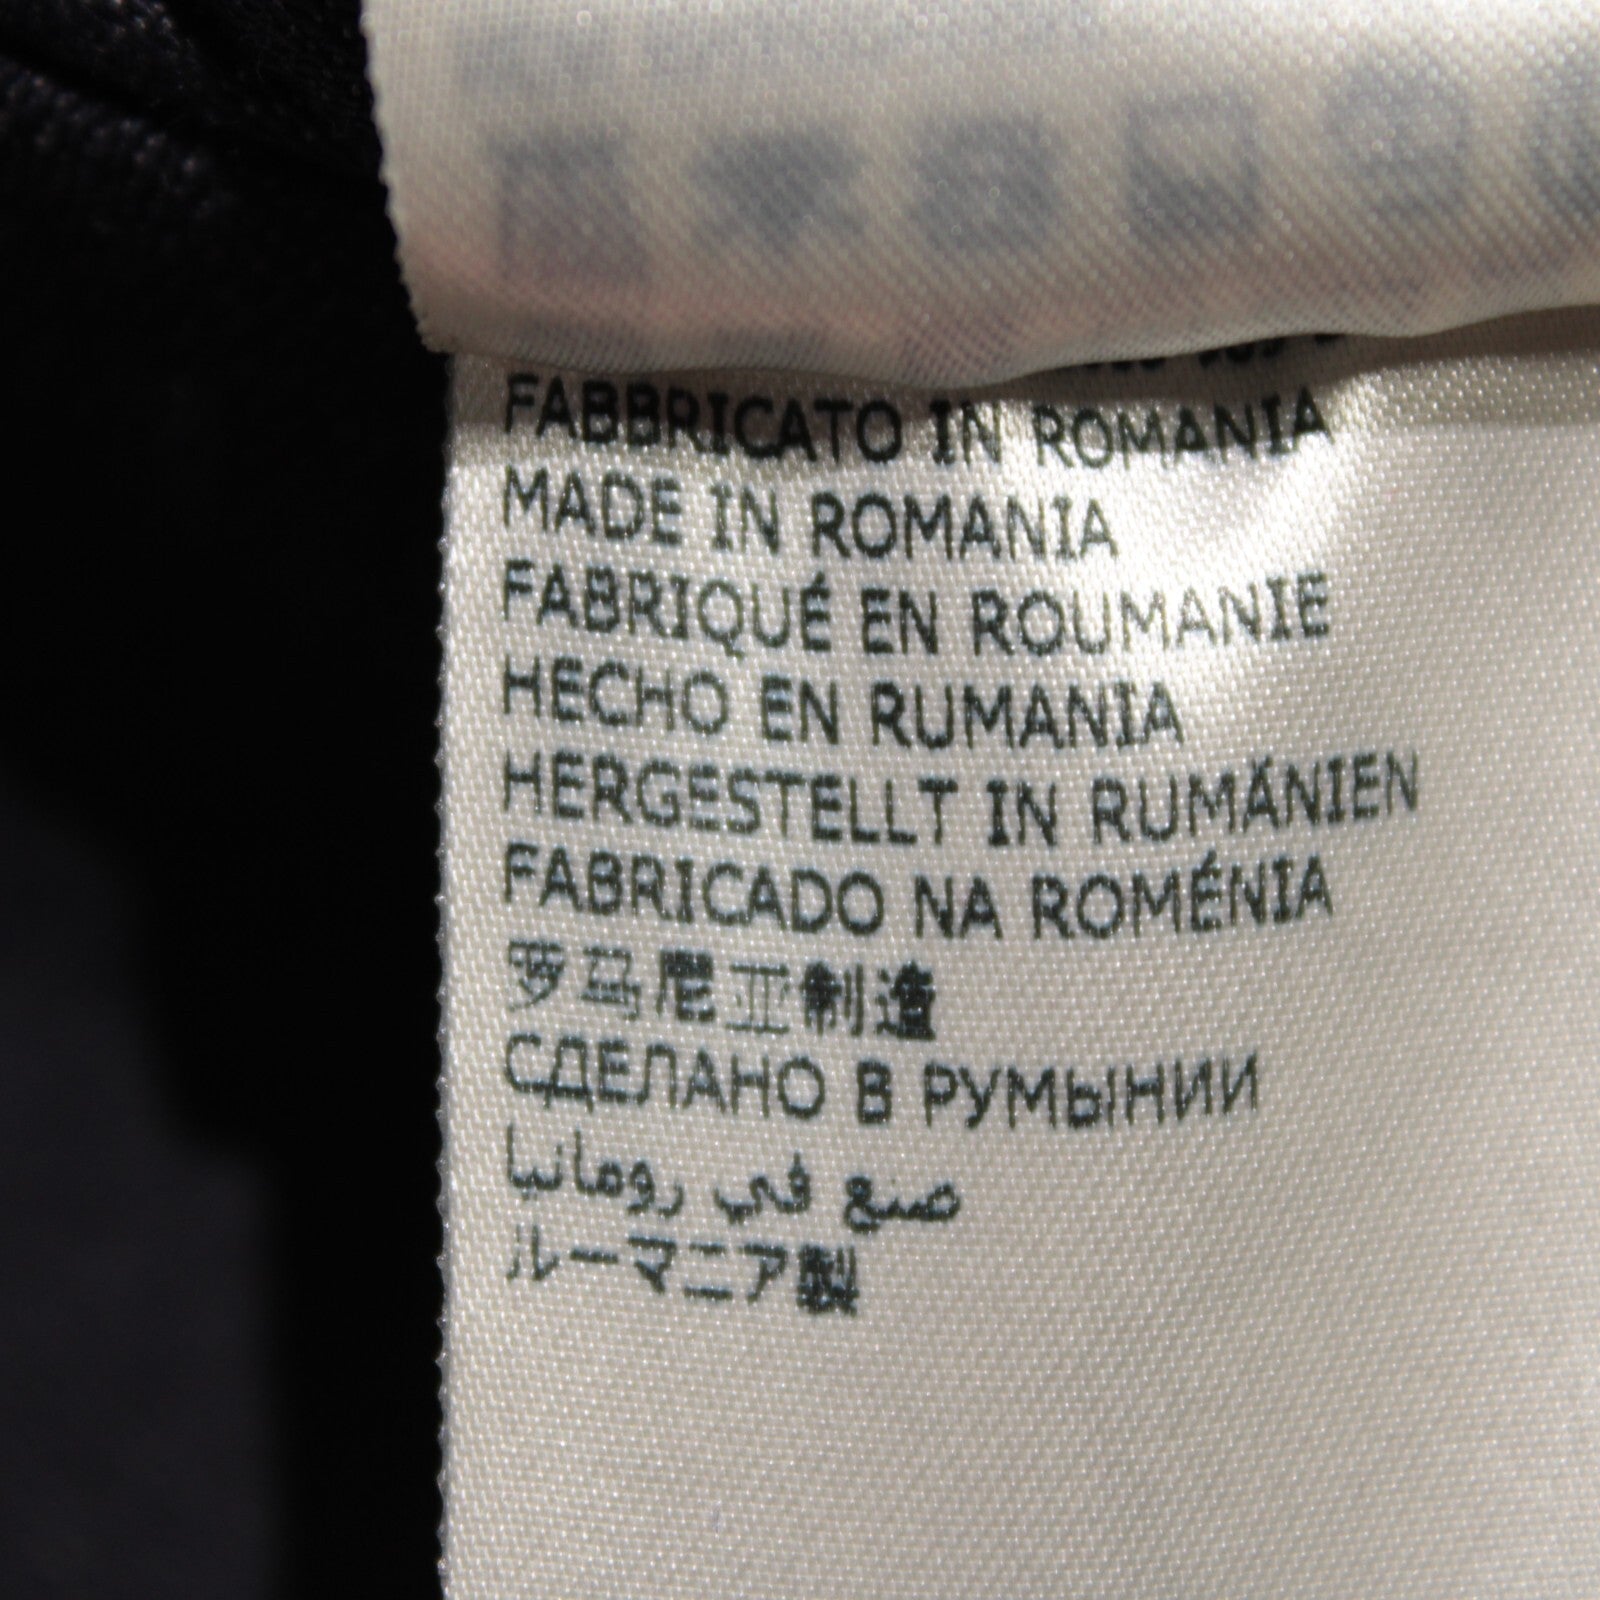 FABBRICATO IN ROMANIA
MADE IN ROMANIA
FABRIQUÉ EN ROUMANIE
HECHO EN RUMANIA
HERGESTELLT IN RUMÄNIEN
FABRICADO NA ROMÉNIA
罗马尼亚制造
СДЕЛАНО В РУМЫНИИ
صنع في رومانيا
ルーマニア製